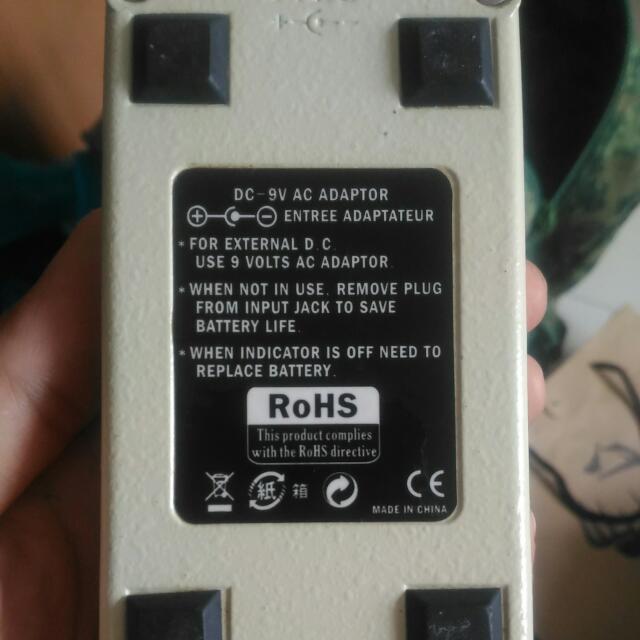 DC-9V AC ADAPTOR
ENTREE ADAPTATEUR
* FOR EXTERNAL D.C.
USE 9 VOLTS AC ADAPTOR.
* WHEN NOT IN USE, REMOVE PLUG
FROM INPUT JACK TO SAVE
BATTERY LIFE.
* WHEN INDICATOR IS OFF NEED TO
REPLACE BATTERY.
RoHS
This product complies
with the RoHS directive
紙 箱
CE
MADE IN CHINA